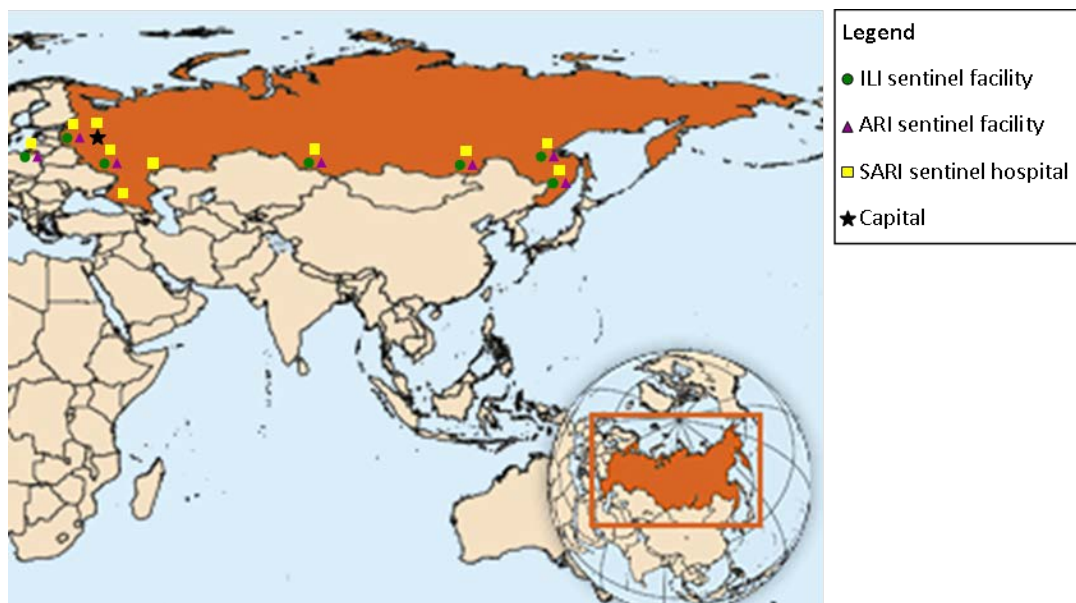 Legend
ILI sentinel facility
ARI sentinel facility
SARI sentinel hospital
Capital